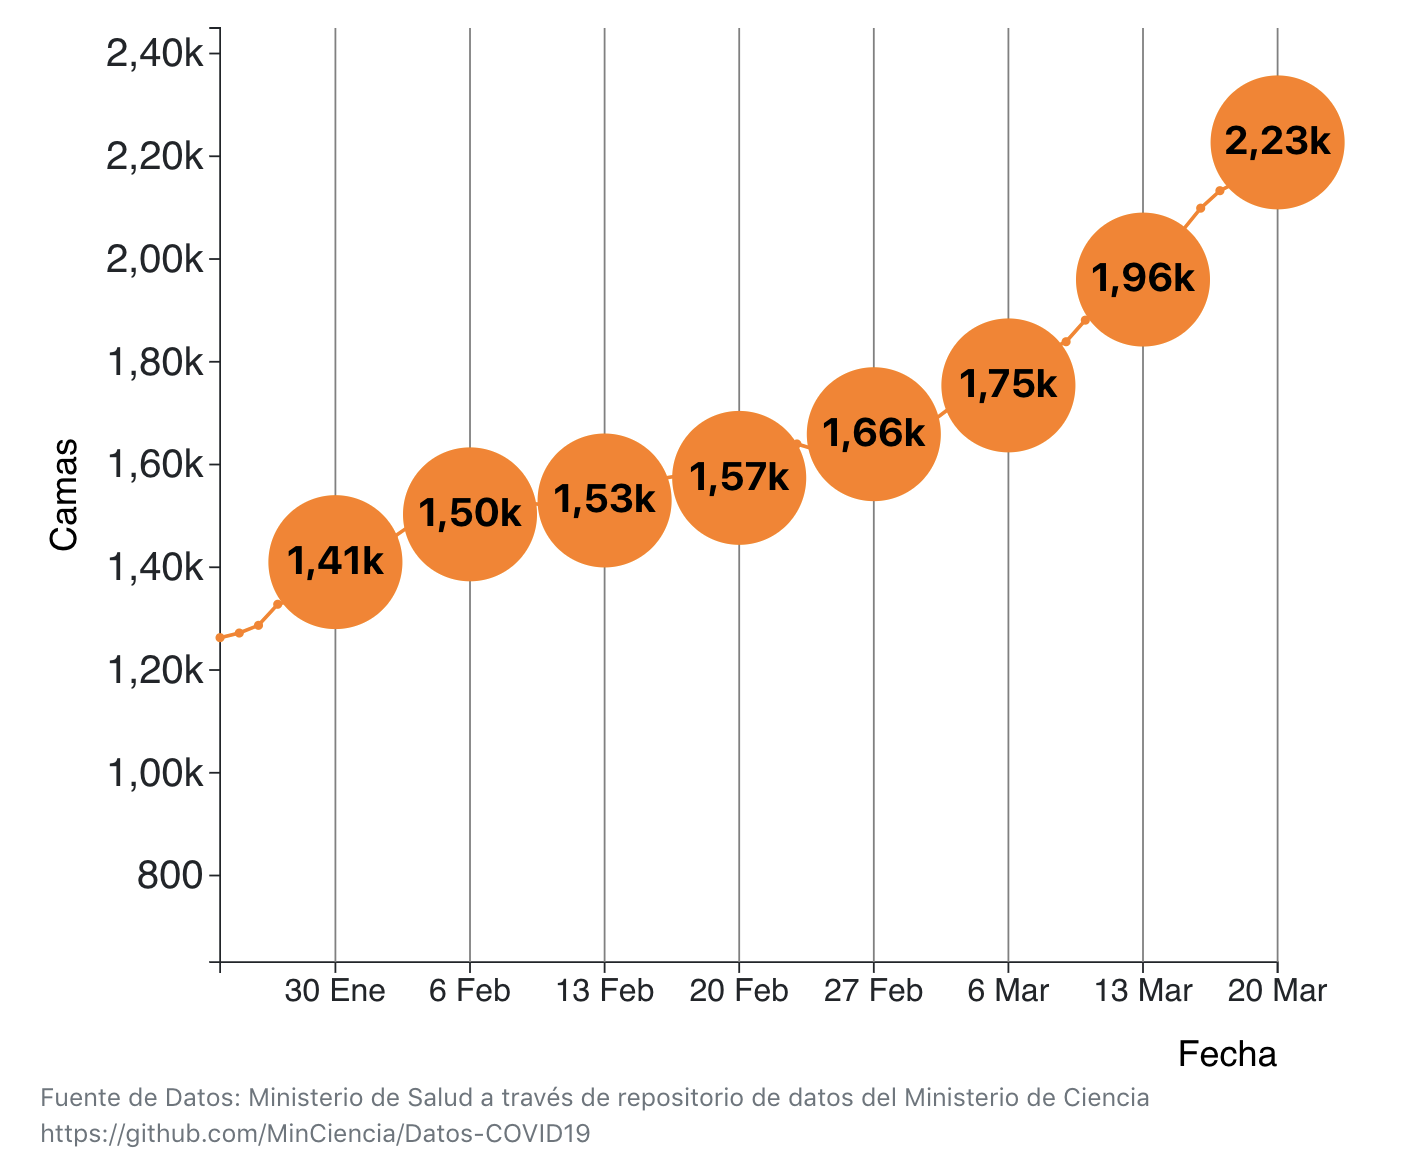 2,40k
2,20k
2,00k
1,80k
1,60k
1,40k
1,20k
1,00k
800
Camas
1,41k
1,50k
1,53k
1,57k
1,66k
1,75k
1,96k
2,23k
30 Ene 6 Feb 13 Feb 20 Feb 27 Feb 6 Mar 13 Mar 20 Mar
Fecha
Fuente de Datos: Ministerio de Salud a través de repositorio de datos del Ministerio de Ciencia
https://github.com/MinCiencia/Datos-COVID19